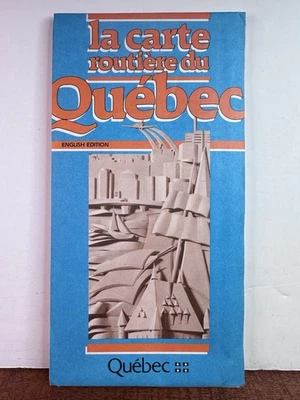 la carte
routière du
Québec
ENGLISH EDITION
Québec